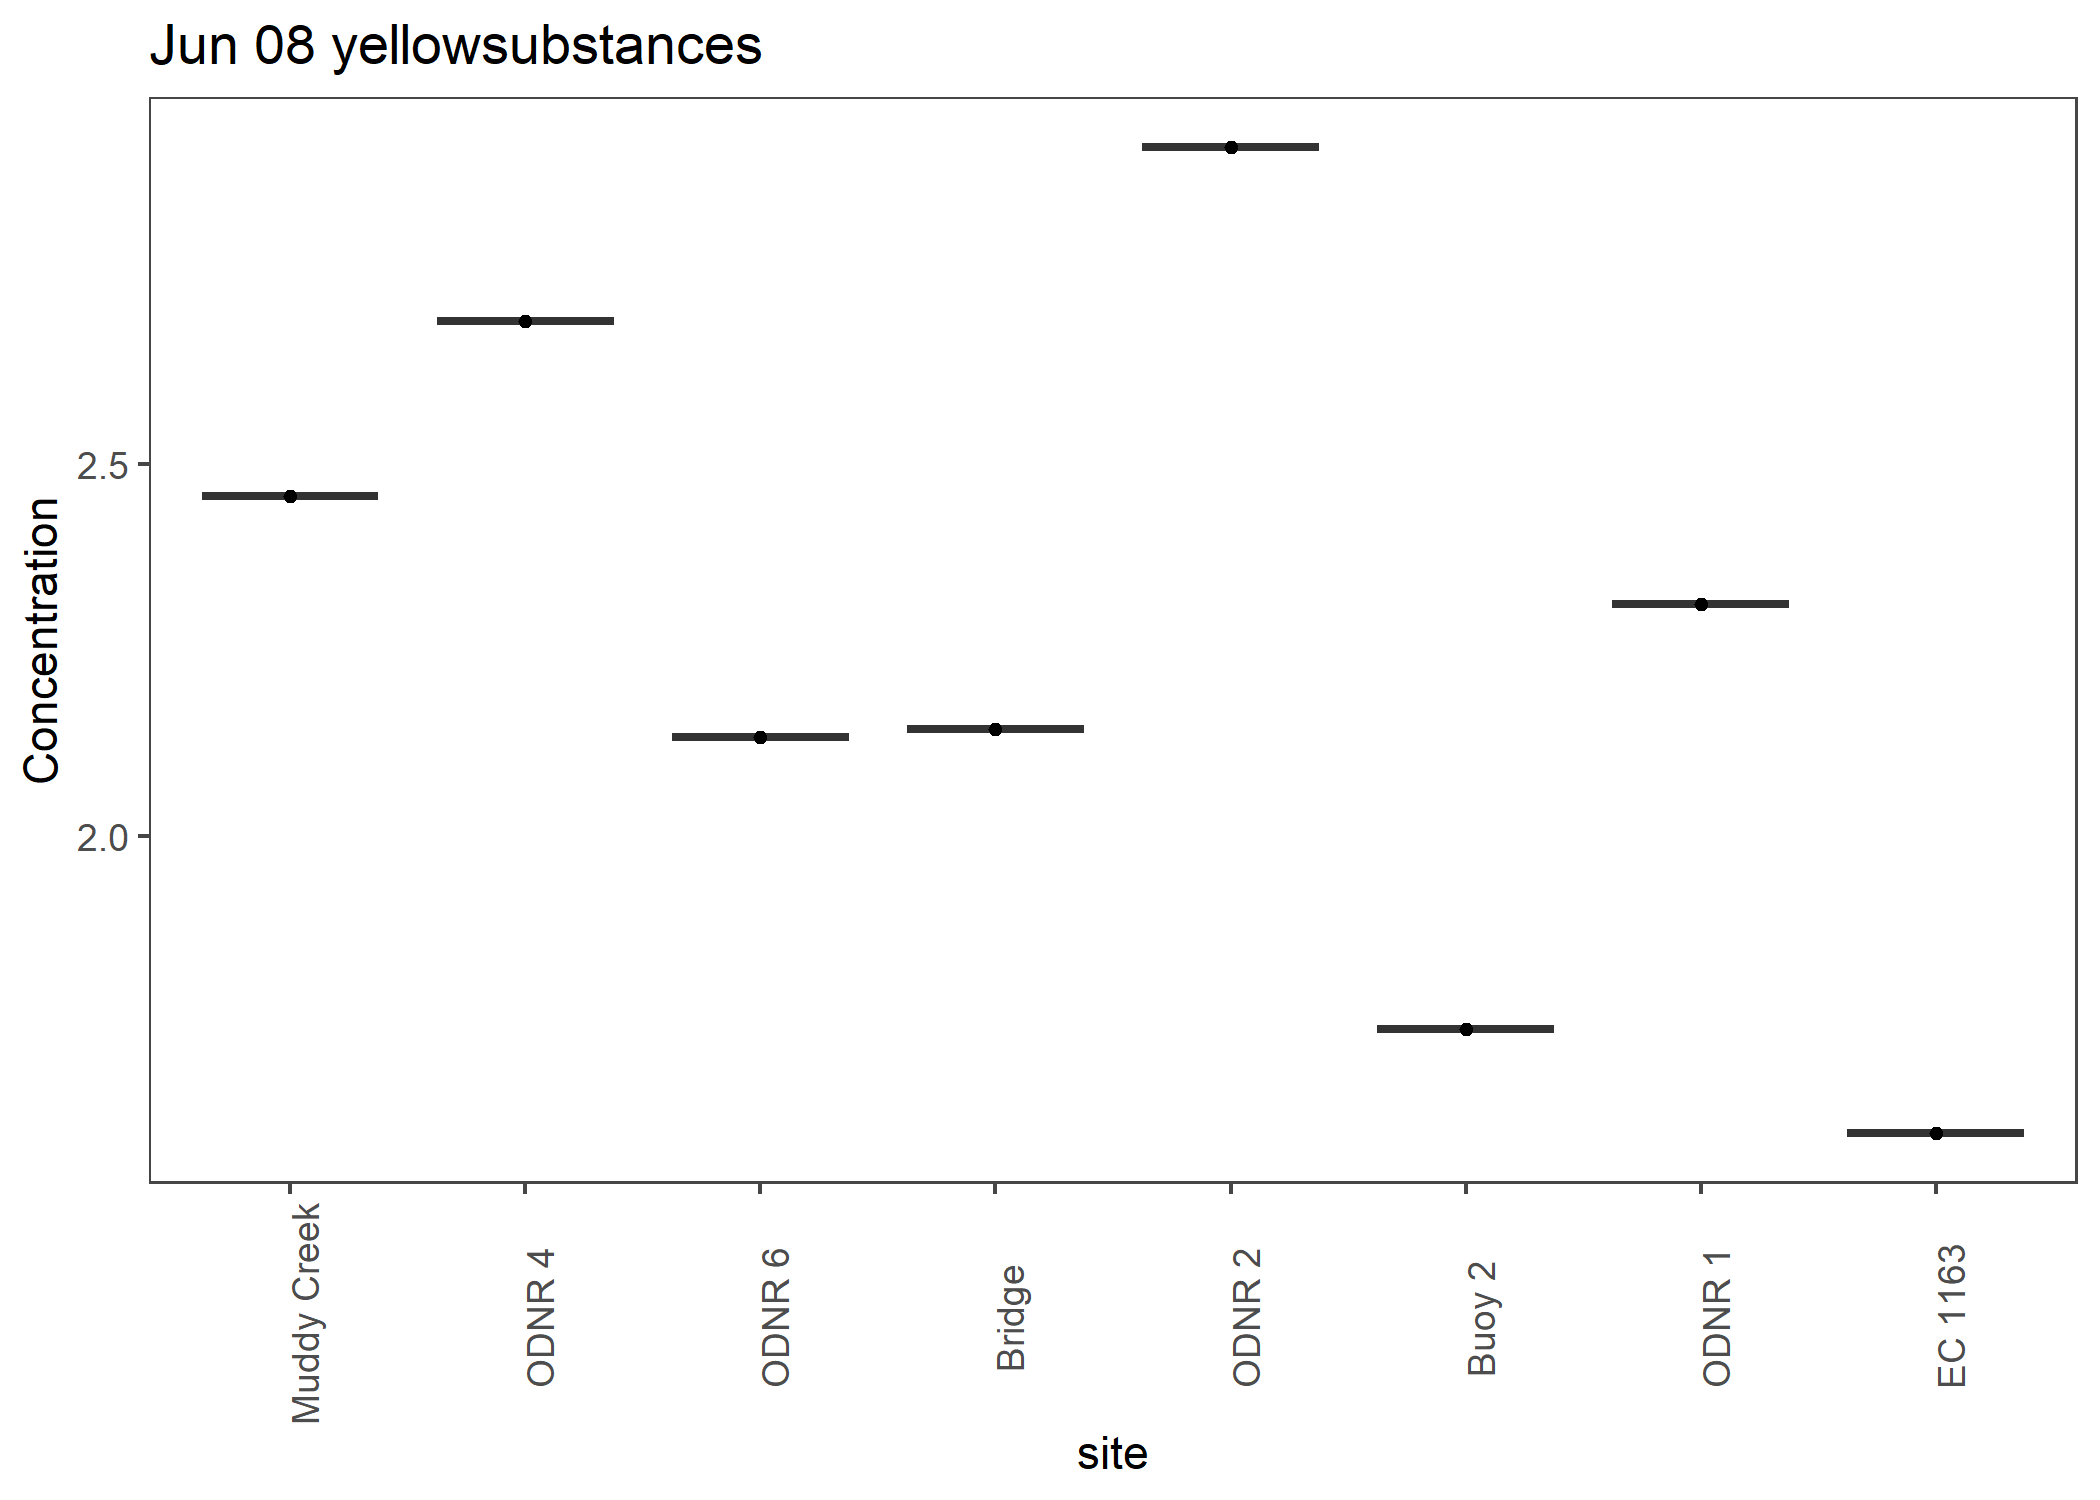 Jun 08 yellowsubstances
Concentration
2.5
2.0
Muddy Creek
ODNR 4
ODNR 6
Bridge
ODNR 2
Buoy 2
ODNR 1
EC 1163
site